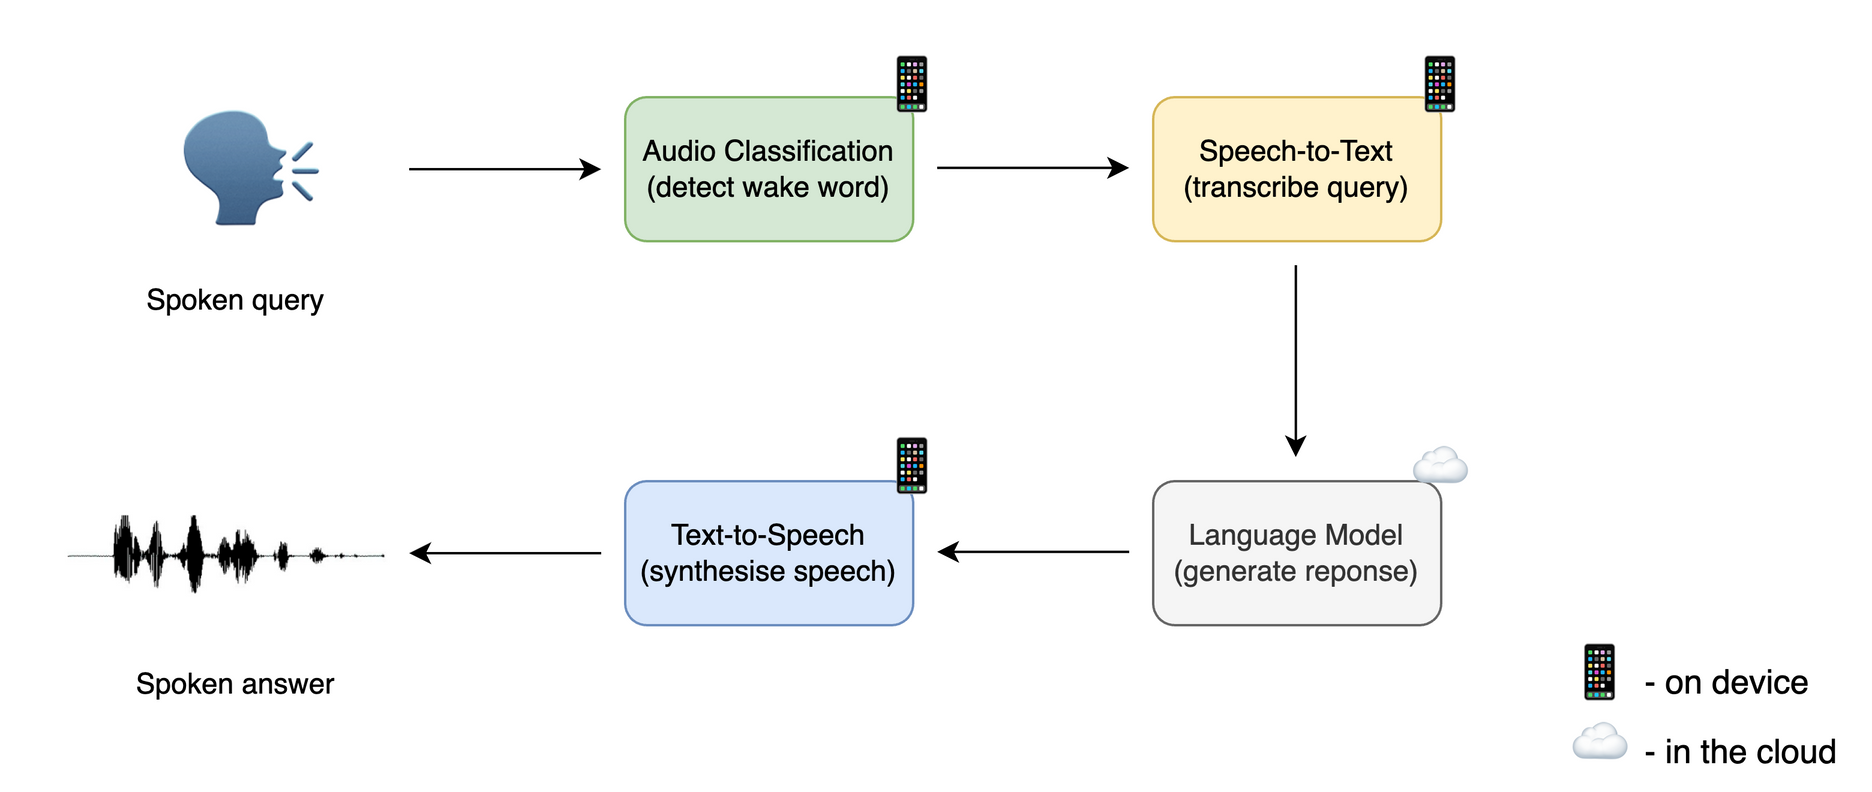 Audio Classification
(detect wake word)
Speech-to-Text
(transcribe query)
Spoken query
Text-to-Speech
(synthesise speech)
Language Model
(generate reponse)
Spoken answer
- on device
- in the cloud